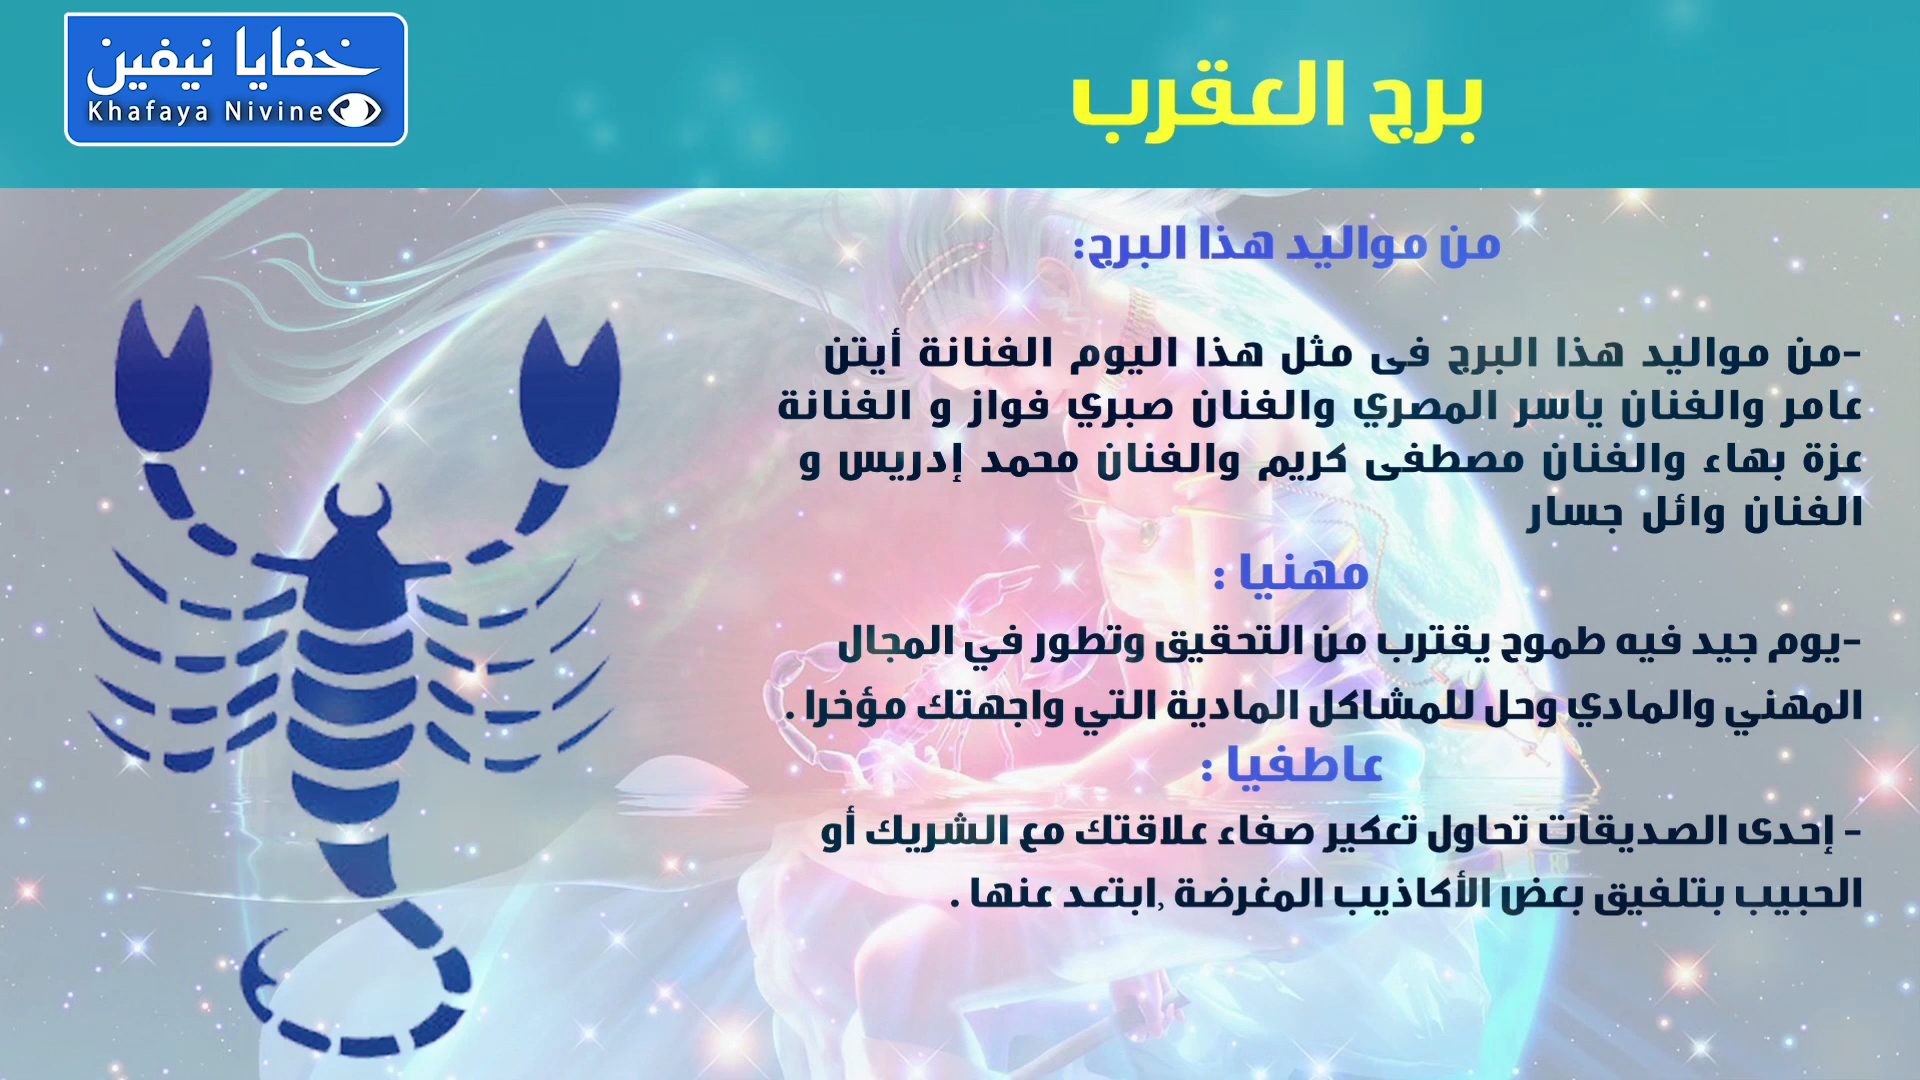 خفايا نيفين
Khafaya Nivine
برج العقرب
من مواليد هذا البرج:
-من مواليد هذا البرج فى مثل هذا اليوم الفنانة أيتن
عامر والفنان ياسر المصري والفنان صبري فواز و الفنانة
عزة بهاء والفنان مصطفى كريم والفنان محمد إدريس و
الفنان وائل جسار
مهنيا :
-يوم جيد فيه طموح يقترب من التحقيق وتطور في المجال
المهني والمادي وحل للمشاكل المادية التي واجهتك مؤخرا .
عاطفيا :
- إحدى الصديقات تحاول تعكير صفاء علاقتك مع الشريك أو
الحبيب بتلفيق بعض الأكاذيب المغرضة ,ابتعد عنها .